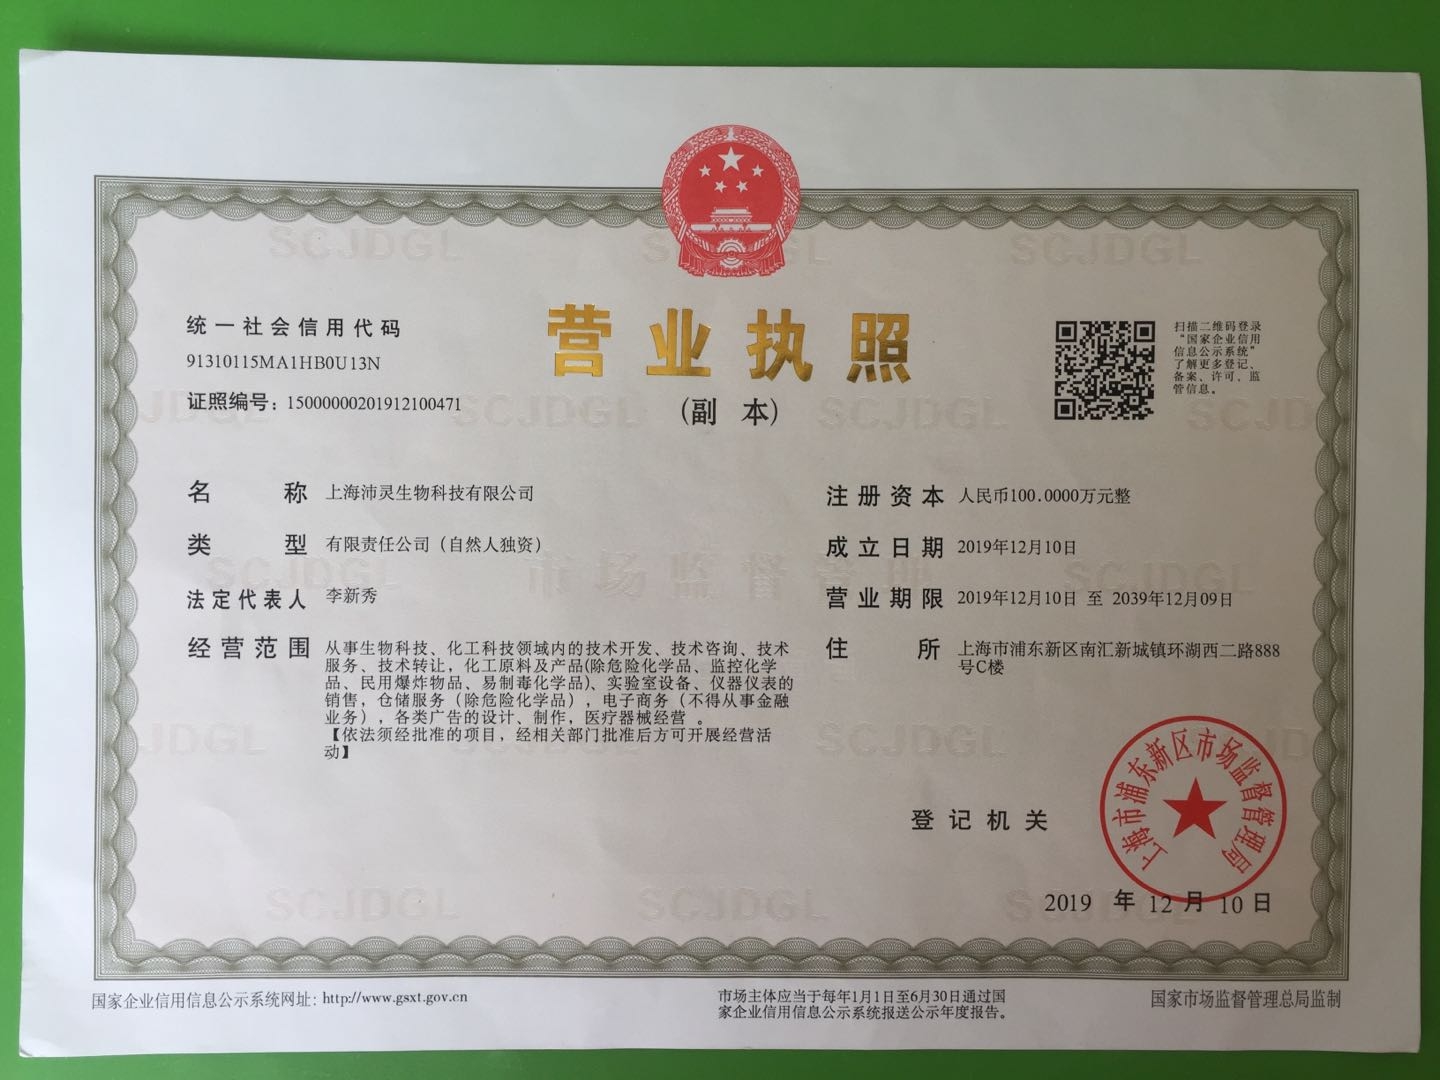 统一社会信用代码
91310115MA1HB0U13N
证照编号：15000000201912100471
营业执照
（副 本）
扫描二维码登录
“国家企业信用
信息公示系统”
了解更多登记、
备案、许可、监
管信息。
名 称 上海沛灵生物科技有限公司
类 型 有限责任公司（自然人独资）
法定代表人 李新秀
经营范围 从事生物科技、化工科技领域内的技术开发、技术咨询、技术
服务、技术转让，化工原料及产品(除危险化学品、监控化学
品、民用爆炸物品、易制毒化学品)、实验室设备、仪器仪表的
销售，仓储服务（除危险化学品），电子商务（不得从事金融
业务），各类广告的设计、制作，医疗器械经营 。
【依法须经批准的项目，经相关部门批准后方可开展经营活
动】
注册资本 人民币100.0000万元整
成立日期 2019年12月10日
营业期限 2019年12月10日 至 2039年12月09日
住 所 上海市浦东新区南汇新城镇环湖西二路888
号C楼
登记机关
上海市浦东新区市场监督管理局
2019 年 12 月 10 日
国家企业信用信息公示系统网址：http://www.gsxt.gov.cn
市场主体应当于每年1月1日至6月30日通过国
家企业信用信息公示系统报送公示年度报告。
国家市场监督管理总局监制
SCJDGL
市场监督管理